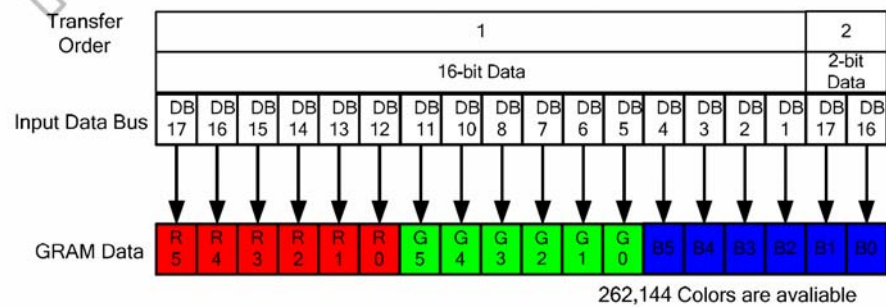 Transfer Order 1 2
16-bit Data 2-bit Data
Input Data Bus DB 17 DB 16 DB 15 DB 14 DB 13 DB 12 DB 11 DB 10 DB 8 DB 7 DB 6 DB 5 DB 4 DB 3 DB 2 DB 1 DB 17 DB 16
GRAM Data R 5 R 4 R 3 R 2 R 1 R 0 G 5 G 4 G 3 G 2 G 1 G 0 B5 B4 B3 B2 B1 B0
262,144 Colors are avaliable